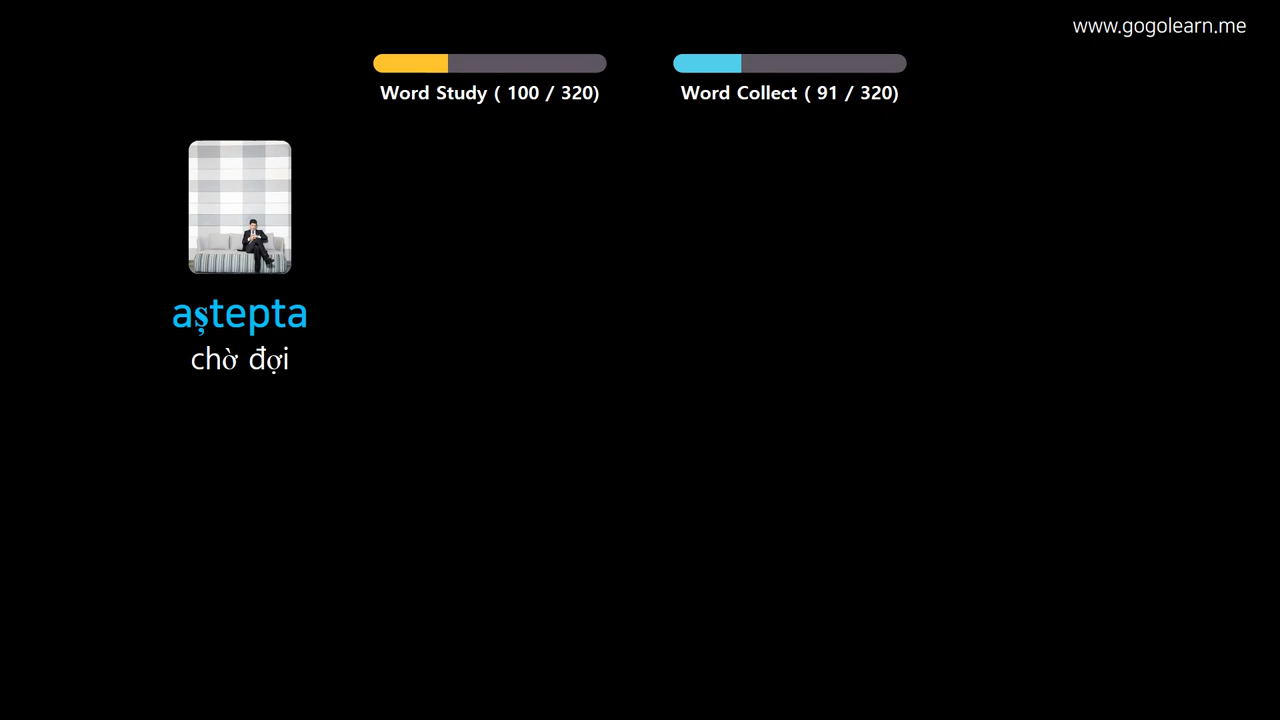 www.gogolearn.me
Word Study ( 100 / 320)
Word Collect ( 91 / 320)
aștepta
chờ đợi